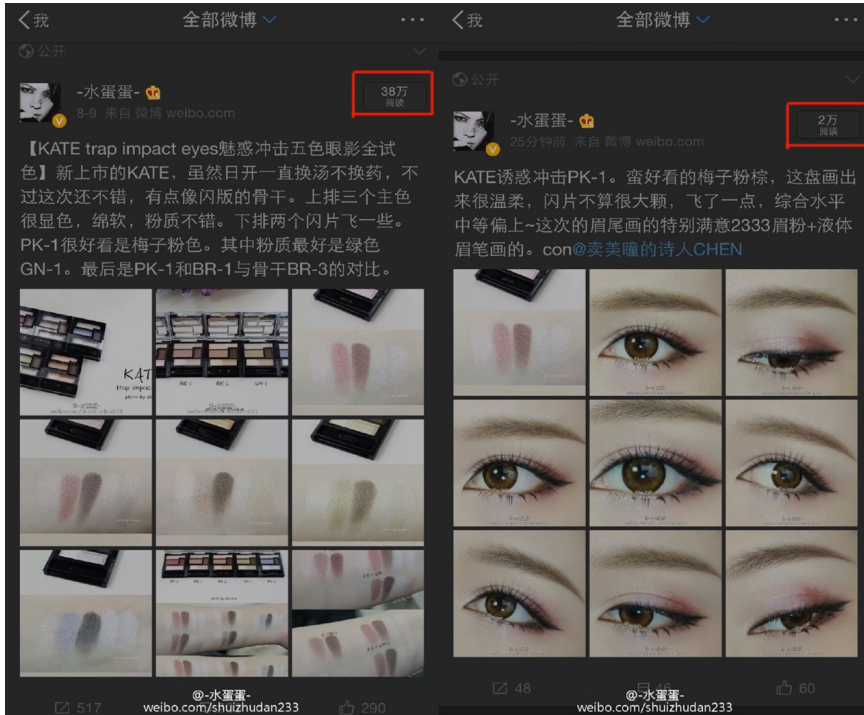 我
全部微博
公开
-水蛋蛋-
8-9 来自 微博 weibo.com
38万
阅读
【KATE trap impact eyes魅惑冲击五色眼影全试
色】新上市的KATE，虽然日开一直换汤不换药，不
过这次还不错，有点像闪版的骨干。上排三个主色
很显色，绵软，粉质不错。下排两个闪片飞一些。
PK-1很好看是梅子粉色。其中粉质最好是绿色
GN-1。最后是PK-1和BR-1与骨干BR-3的对比。
KAT
trap impac
517
290
@-水蛋蛋-
weibo.com/shuizhudan233
我
全部微博
公开
-水蛋蛋-
25分钟前 来自 微博 weibo.com
2万
阅读
KATE诱惑冲击PK-1。蛮好看的梅子粉棕，这盘画出
来很温柔，闪片不算很大颗，飞了一点，综合水平
中等偏上~这次的眉尾画的特别满意2333眉粉+液体
眉笔画的。con@卖美瞳的诗人CHEN
48
46
60
@-水蛋蛋-
weibo.com/shuizhudan233